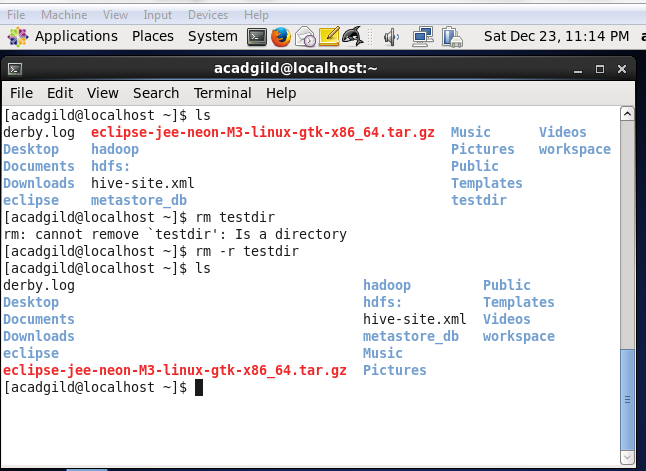 File Machine View Input Devices Help
Applications Places System Sat Dec 23, 11:14 PM a
acadgild@localhost:~
File Edit View Search Terminal Help
[acadgild@localhost ~]$ ls
derby.log eclipse-jee-neon-M3-linux-gtk-x86_64.tar.gz Music Videos
Desktop hadoop Pictures workspace
Documents hdfs: Public
Downloads hive-site.xml Templates
eclipse metastore_db testdir
[acadgild@localhost ~]$ rm testdir
rm: cannot remove `testdir': Is a directory
[acadgild@localhost ~]$ rm -r testdir
[acadgild@localhost ~]$ ls
derby.log hadoop Public
Desktop hdfs: Templates
Documents hive-site.xml Videos
Downloads metastore_db workspace
eclipse Music
eclipse-jee-neon-M3-linux-gtk-x86_64.tar.gz Pictures
[acadgild@localhost ~]$